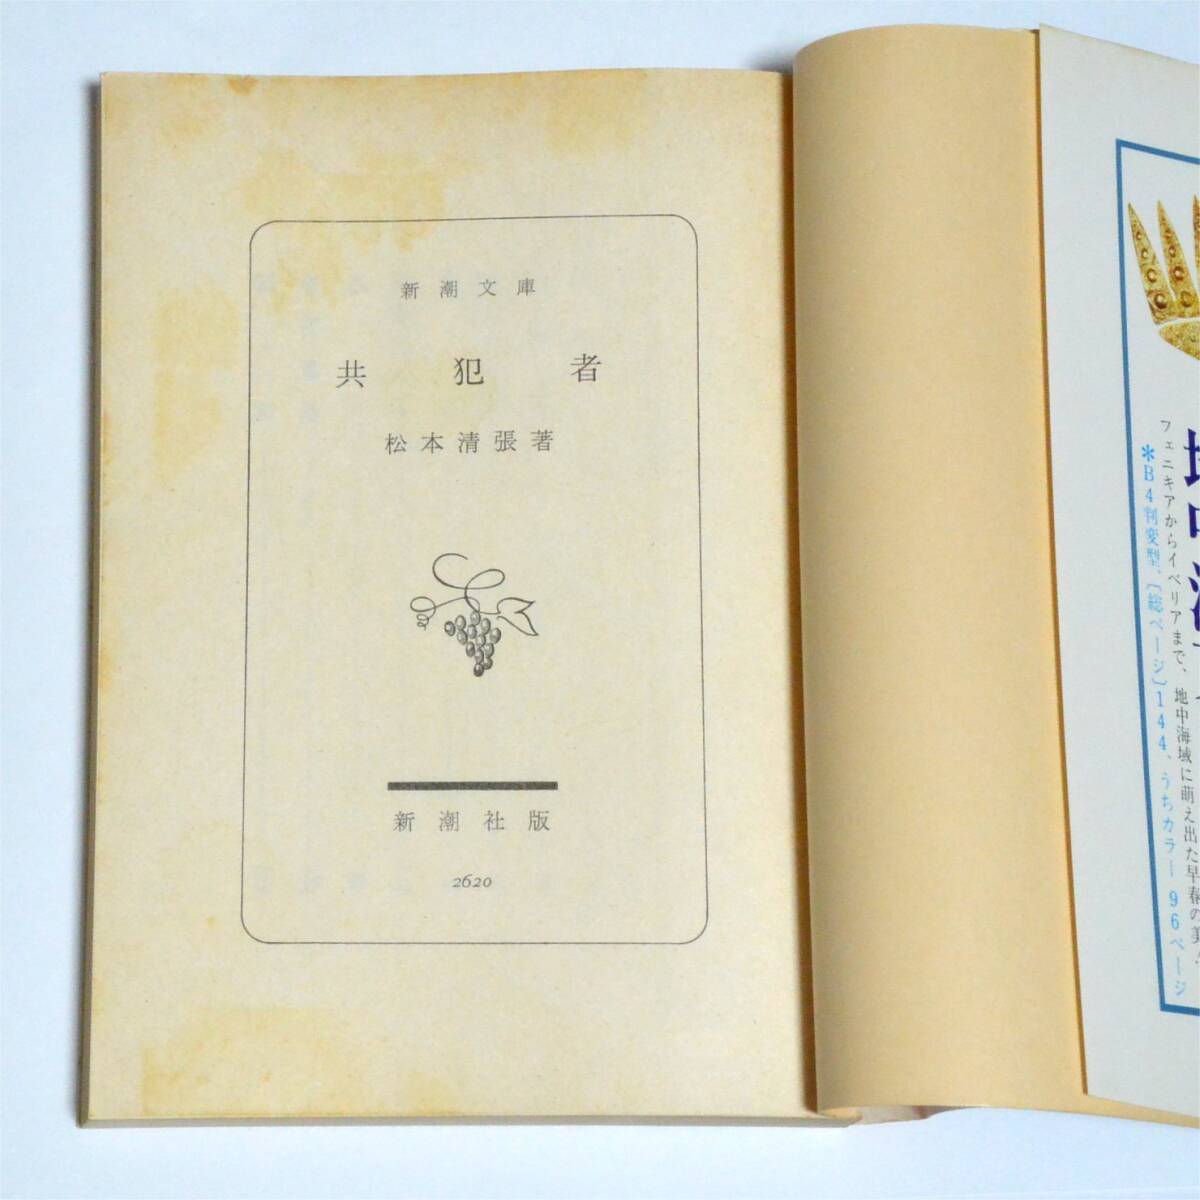 新潮文庫
共犯者
松本清張著
新潮社版
2620
フェニキアからイベリアまで、地中海域に萌え出た早春の美
＊B4判変型、〔総ページ〕144、うちカラー96ページ